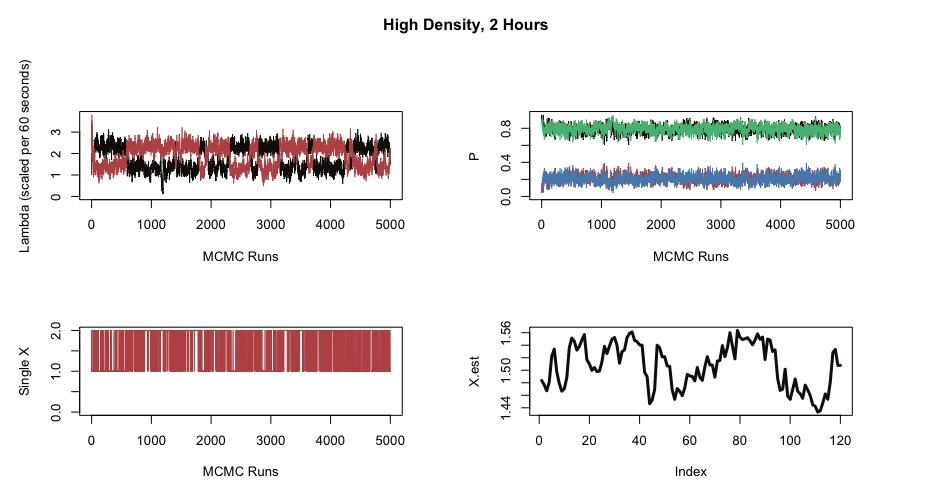 High Density, 2 Hours
Lambda (scaled per 60 seconds)
0 1 2 3
0 1000 2000 3000 4000 5000
MCMC Runs
P
0.0 0.4 0.8
0 1000 2000 3000 4000 5000
MCMC Runs
Single X
0.0 1.0 2.0
0 1000 2000 3000 4000 5000
MCMC Runs
X.est
1.44 1.50 1.56
0 20 40 60 80 100 120
Index